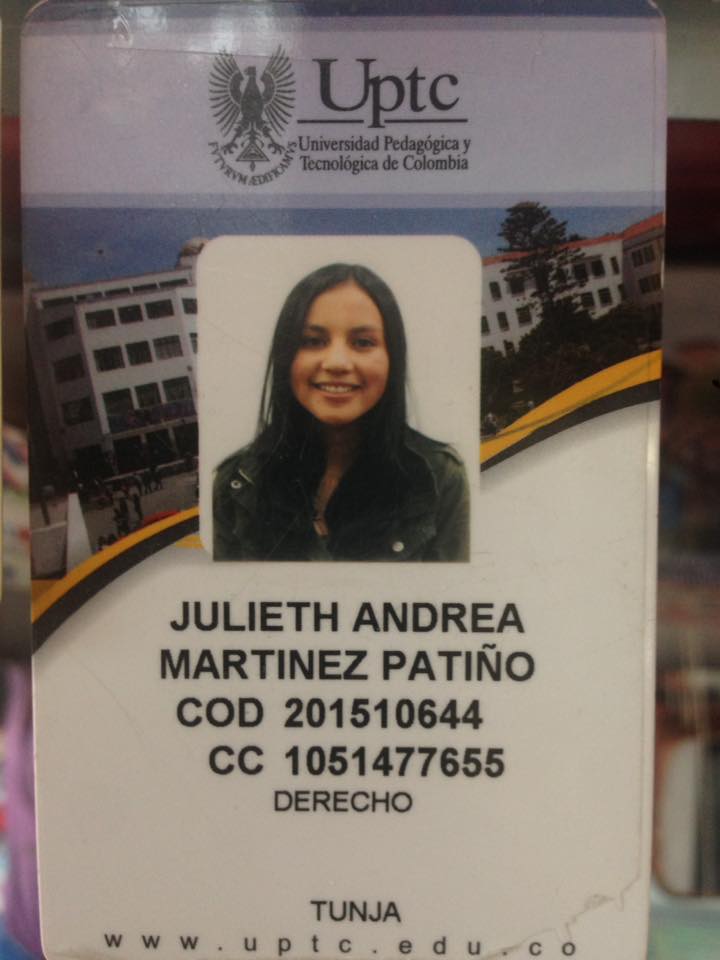 Uptc
Universidad Pedagógica y
Tecnológica de Colombia
FVTVRVM ÆDIFICAMVS
JULIETH ANDREA
MARTINEZ PATIÑO
COD 201510644
CC 1051477655
DERECHO
TUNJA
www.uptc.edu.co